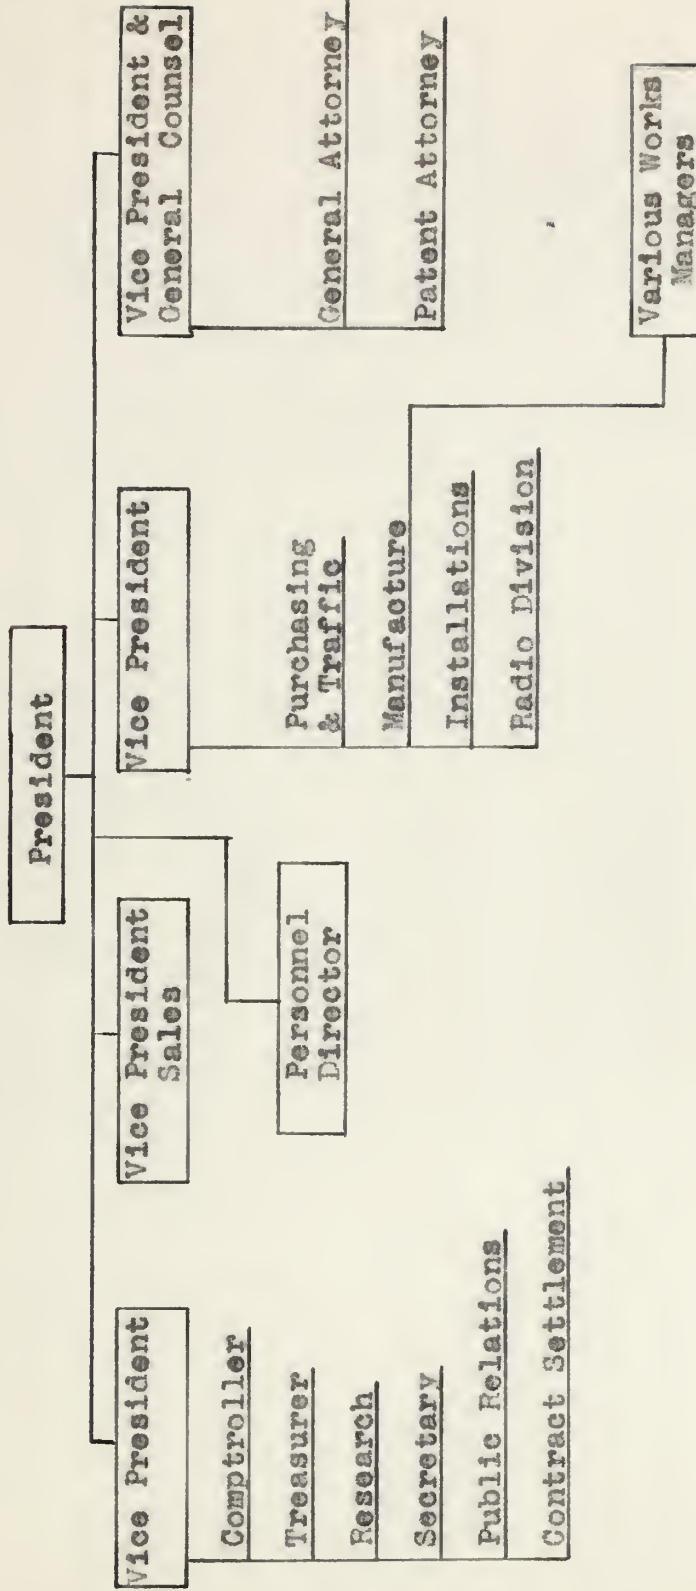 President
Vice President
Comptroller
Treasurer
Research
Secretary
Public Relations
Contract Settlement
Vice President
Sales
Personnel
Director
Vice President
Purchasing
& Traffic
Manufacture
Installations
Radio Division
Vice President &
General Counsel
General Attorney
Patent Attorney
Various Works
Managers